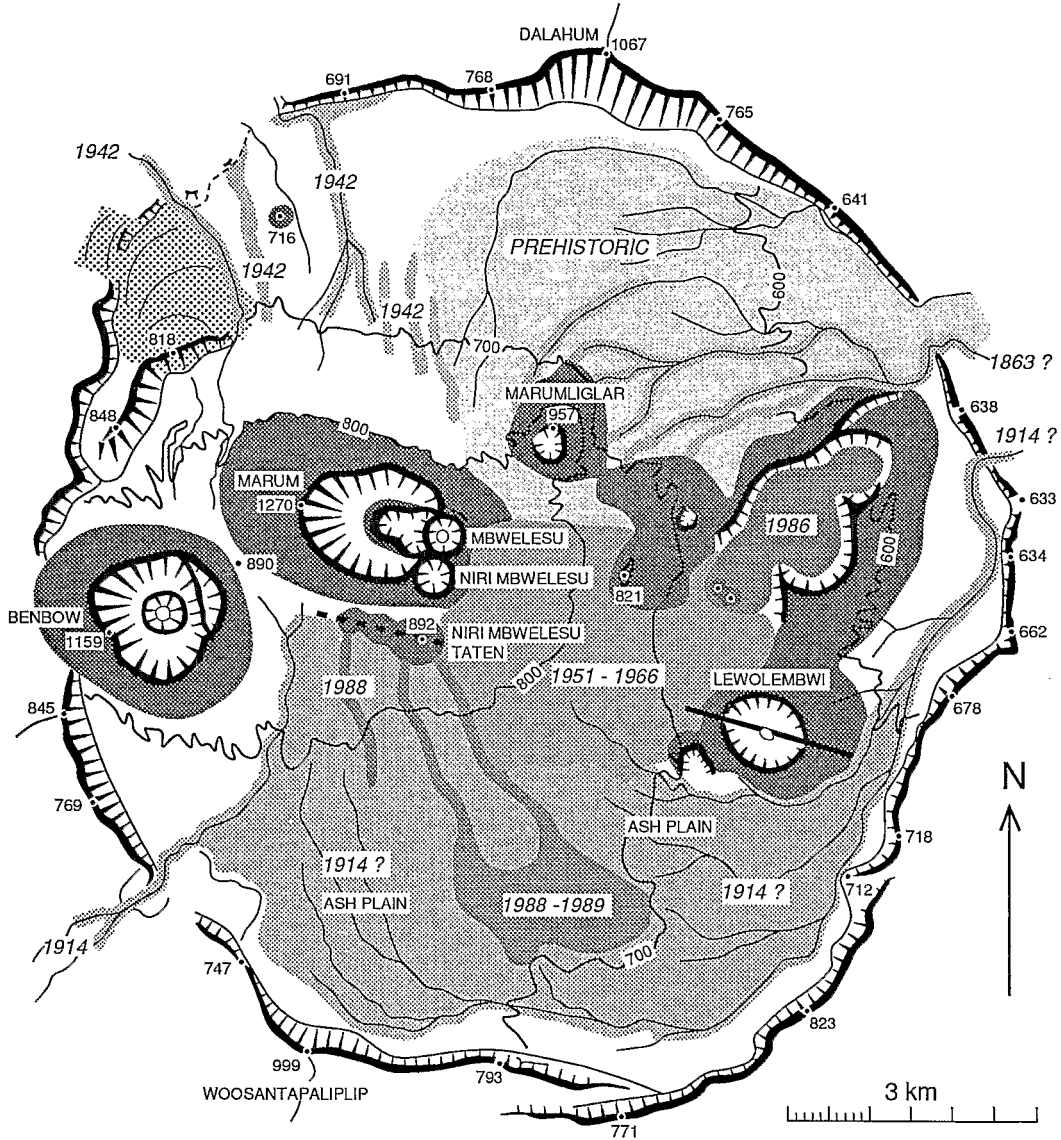 DALAHUM
1067
691
768
765
1942
1942
641
716
PREHISTORIC
1942
600
1942
818
700
1863 ?
MARUMLIGLAR
957
638
848
800
1914 ?
MARUM
1270
633
1986
MBWELESU
600
634
890
NIRI MBWELESU
821
BENBOW
1159
892
NIRI MBWELESU
TATEN
662
1988
800
1951 - 1966
LEWOLEMBWI
678
845
N
769
ASH PLAIN
718
1914 ?
ASH PLAIN
1988 -1989
1914 ?
712
1914
700
747
823
999
793
3 km
WOOSANTAPALIPLIP
771